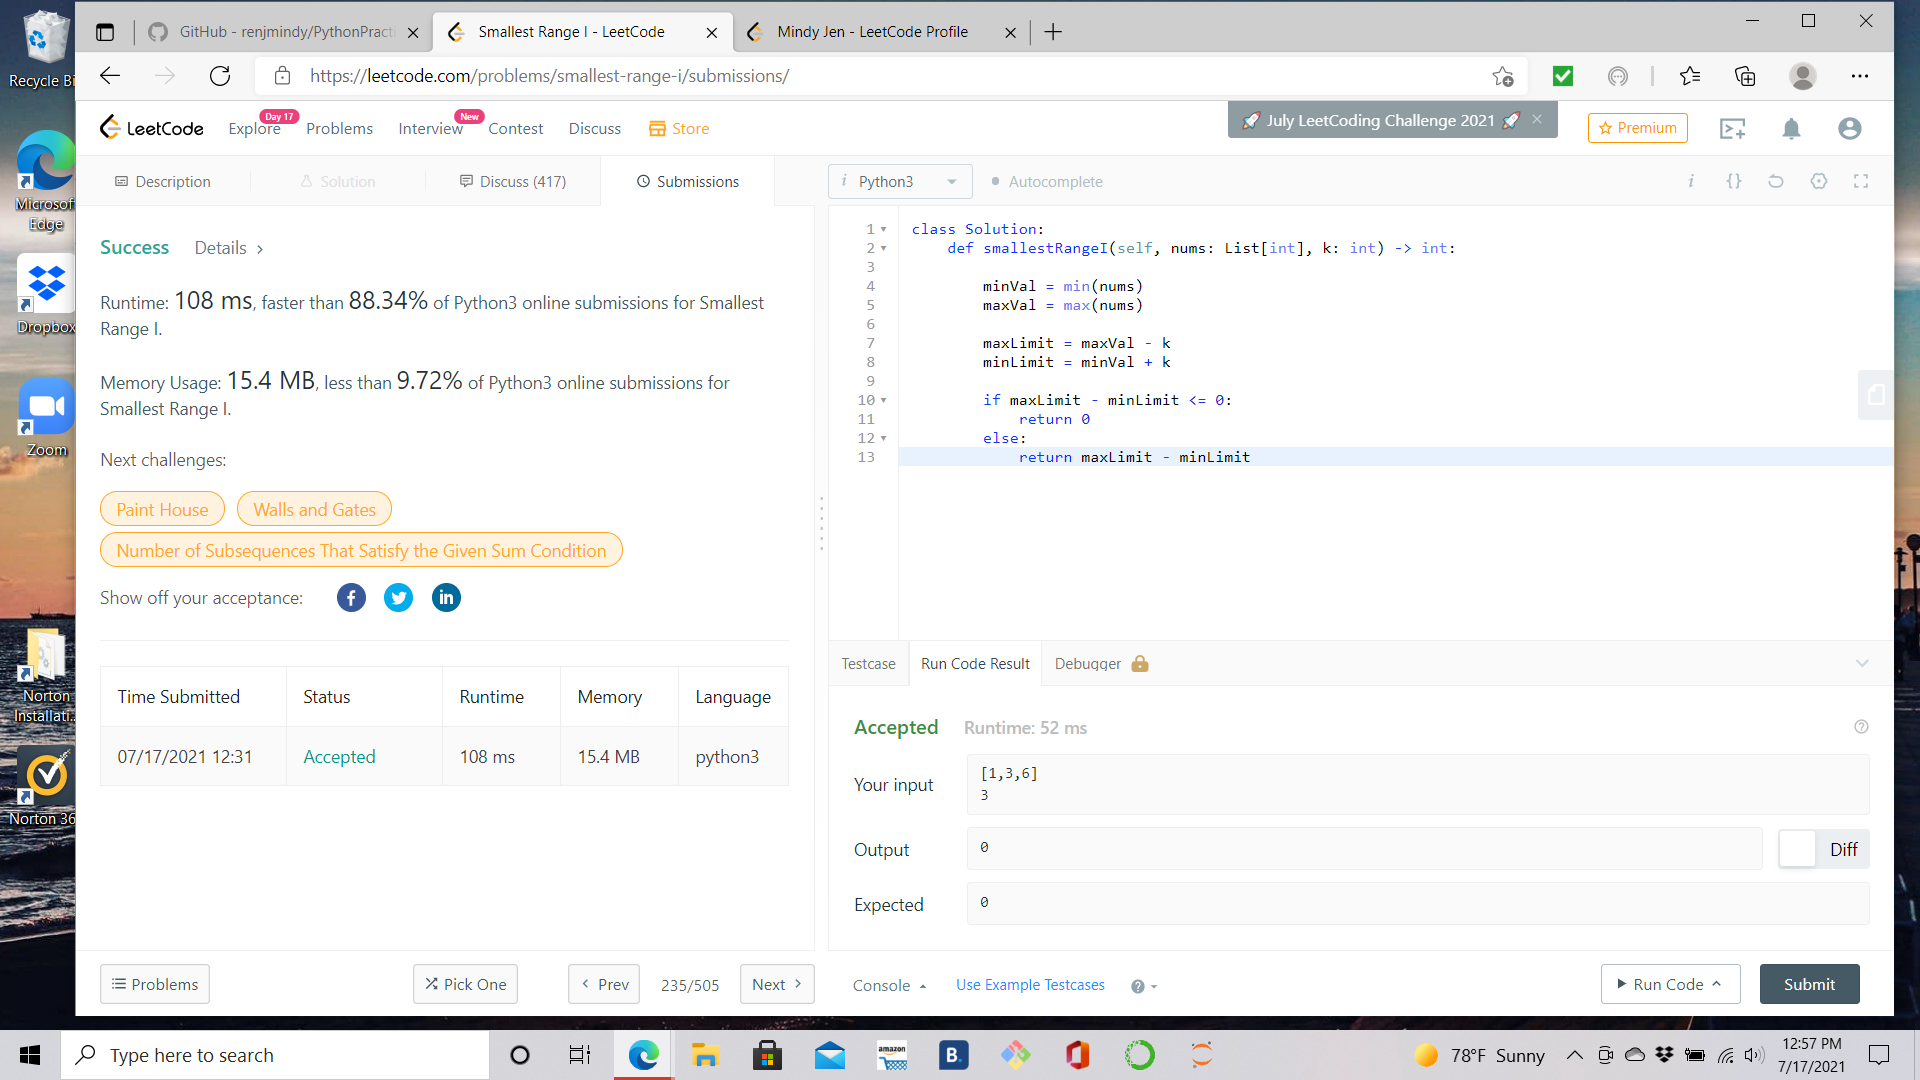 Recycle Bi
Microsof
Edge
Dropbox
Zoom
Norton
Installati...
Norton 36
GitHub - renjmindy/PythonPracti
Smallest Range I - LeetCode
Mindy Jen - LeetCode Profile
https://leetcode.com/problems/smallest-range-i/submissions/
LeetCode
Explore
Day 17
Problems
Interview
New
Contest
Discuss
Store
July LeetCoding Challenge 2021
Premium
Description
Solution
Discuss (417)
Submissions
i Python3
Autocomplete
Success
Details
Runtime: 108 ms, faster than 88.34% of Python3 online submissions for Smallest
Range I.
Memory Usage: 15.4 MB, less than 9.72% of Python3 online submissions for
Smallest Range I.
Next challenges:
Paint House
Walls and Gates
Number of Subsequences That Satisfy the Given Sum Condition
Show off your acceptance:
Time Submitted Status Runtime Memory Language
07/17/2021 12:31 Accepted 108 ms 15.4 MB python3
1 class Solution:
2 def smallestRangeI(self, nums: List[int], k: int) -> int:
3
4 minVal = min(nums)
5 maxVal = max(nums)
6
7 maxLimit = maxVal - k
8 minLimit = minVal + k
9
10 if maxLimit - minLimit <= 0:
11 return 0
12 else:
13 return maxLimit - minLimit
Testcase
Run Code Result
Debugger
Accepted Runtime: 52 ms
Your input
[1,3,6]
3
Output
0
Diff
Expected
0
Problems
Pick One
Prev
235/505
Next
Console
Use Example Testcases
Run Code
Submit
Type here to search
amazon
B.
78°F Sunny
12:57 PM
7/17/2021